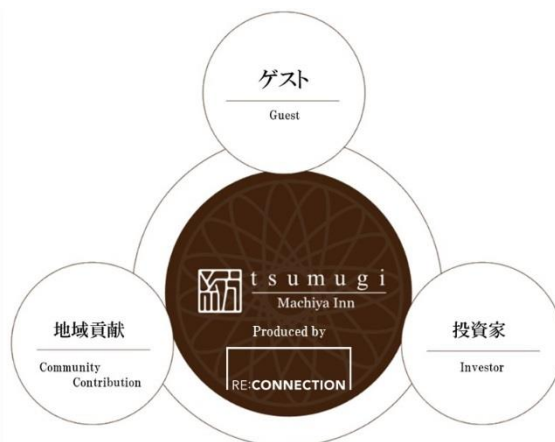 ゲスト
Guest
tsumugi
Machiya Inn
Produced by
RE:CONNECTION
地域貢献
Community
Contribution
投資家
Investor